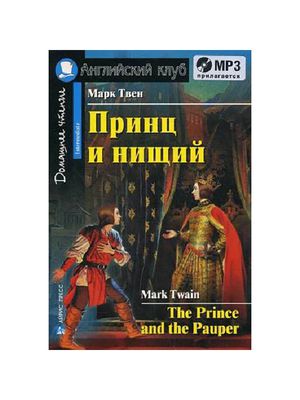 Английский клуб
MP3
прилагается
Домашнее чтение
Intermediate
Марк Твен
Принц
и нищий
Mark Twain
The Prince
and the Pauper
АЙРИС ПРЕСС